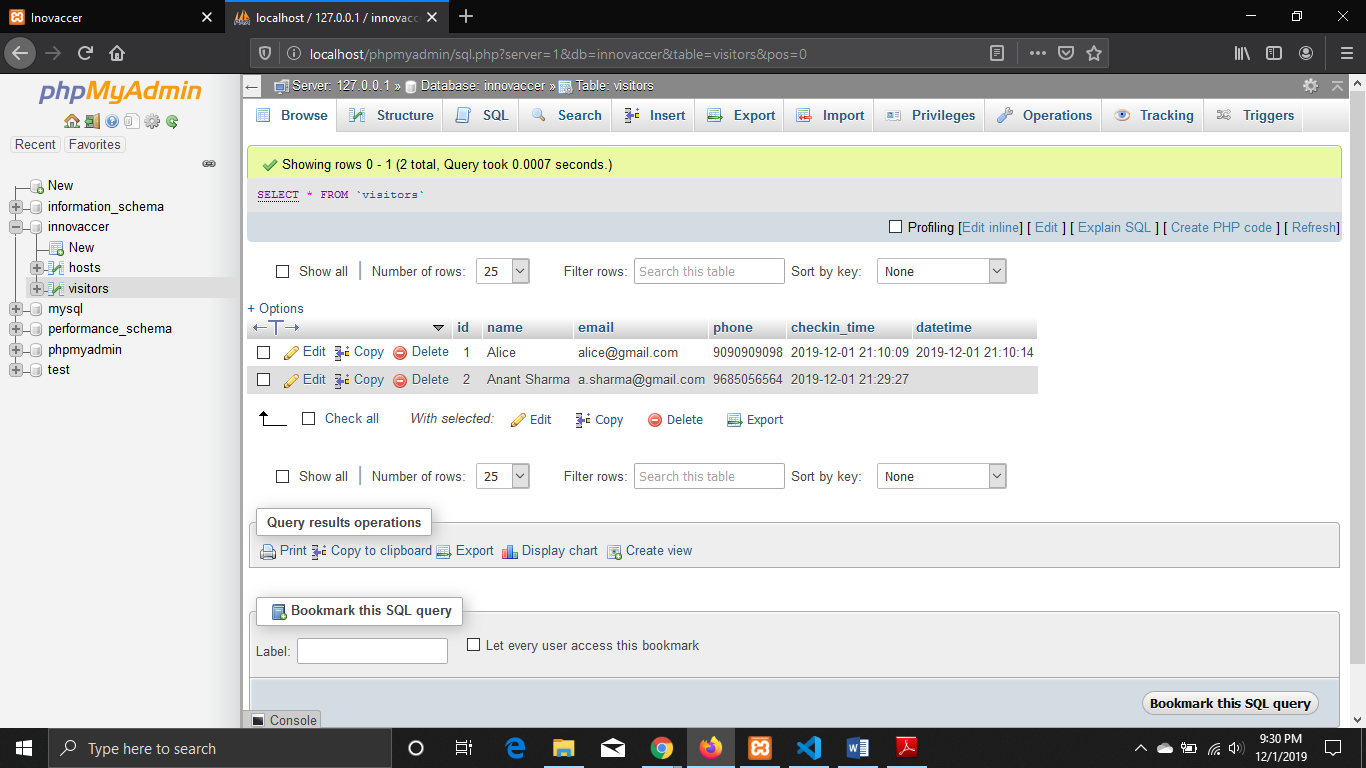 Inovaccer
localhost / 127.0.0.1 / innovacc
localhost/phpmyadmin/sql.php?server=1&db=innovaccer&table=visitors&pos=0
phpMyAdmin
Recent Favorites
New
information_schema
innovaccer
New
hosts
visitors
mysql
performance_schema
phpmyadmin
test
Server: 127.0.0.1 » Database: innovaccer » Table: visitors
Browse Structure SQL Search Insert Export Import Privileges Operations Tracking Triggers
Showing rows 0 - 1 (2 total, Query took 0.0007 seconds.)
SELECT * FROM `visitors`
Profiling [Edit inline] [ Edit ] [ Explain SQL ] [ Create PHP code ] [ Refresh]
Show all Number of rows: 25 Filter rows: Search this table Sort by key: None
+ Options
id name email phone checkin_time datetime
Edit Copy Delete 1 Alice alice@gmail.com 9090909098 2019-12-01 21:10:09 2019-12-01 21:10:14
Edit Copy Delete 2 Anant Sharma a.sharma@gmail.com 9685056564 2019-12-01 21:29:27
Check all With selected: Edit Copy Delete Export
Show all Number of rows: 25 Filter rows: Search this table Sort by key: None
Query results operations
Print Copy to clipboard Export Display chart Create view
Bookmark this SQL query
Label: Let every user access this bookmark
Bookmark this SQL query
Console
Type here to search
9:30 PM
12/1/2019